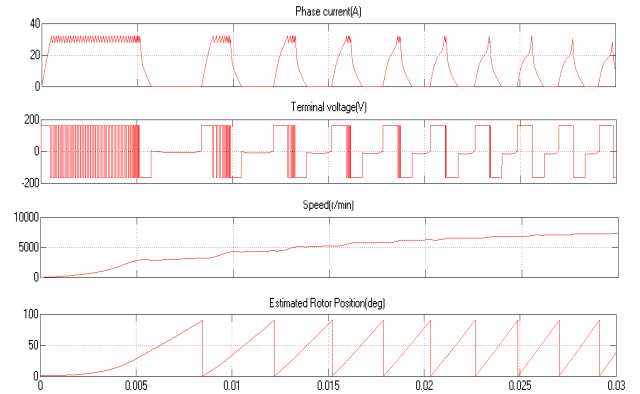 Phase current(A)
40
20
0
Terminal voltage(V)
200
0
-200
Speed(r/min)
10000
5000
0
Estimated Rotor Position(deg)
100
50
0
0 0.005 0.01 0.015 0.02 0.025 0.03